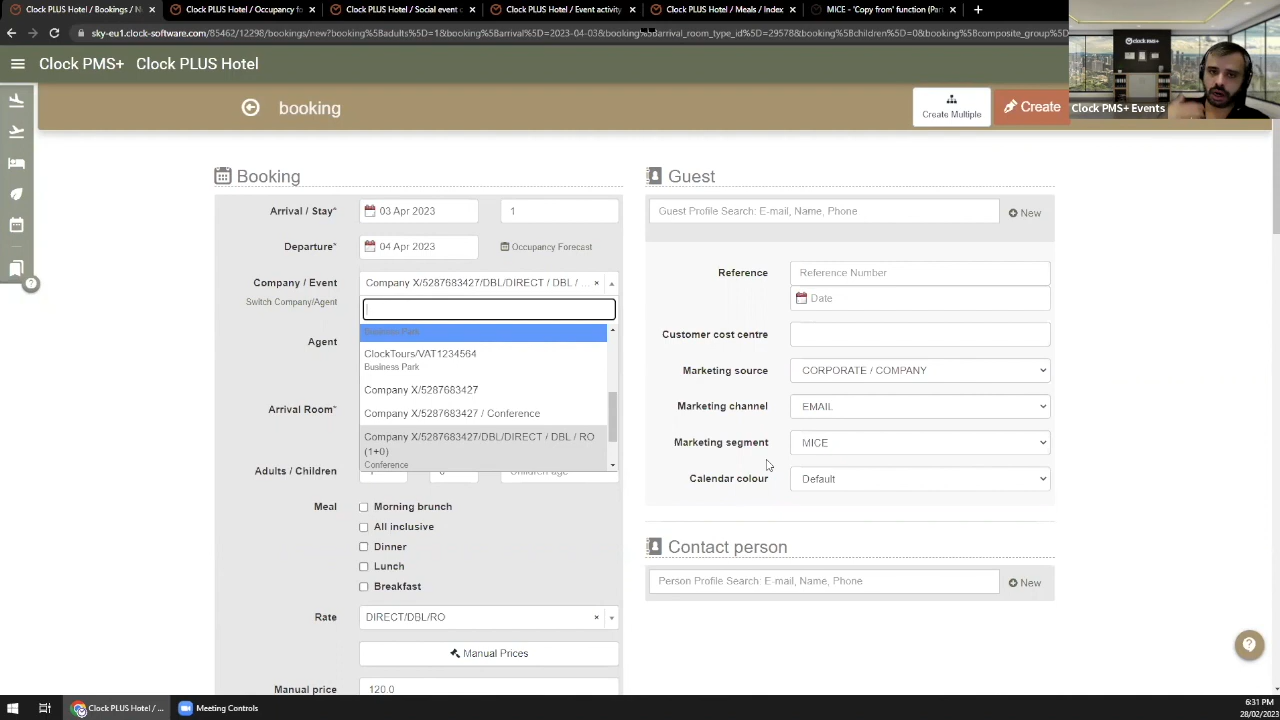 Clock PLUS Hotel / Bookings / N
Clock PLUS Hotel / Occupancy fo
Clock PLUS Hotel / Social event c
Clock PLUS Hotel / Event activity
Clock PLUS Hotel / Meals / Index
MICE - 'Copy from' function (Par
sky-eu1.clock-software.com/85462/12298/bookings/new?booking%5Badults%5D=1&booking%5Barrival%5D=2023-04-03&booking%5Barrival_room_type_id%5D=29578&booking%5Bchildren%5D=0&booking%5Bcomposite_group%5D
Clock PMS+ Clock PLUS Hotel
clock PMS+
Clock PMS+ Events
booking
Create Multiple
Create
Booking
Arrival / Stay*
03 Apr 2023
1
Departure*
04 Apr 2023
Occupancy Forecast
Company / Event
Company X/5287683427/DBL/DIRECT / DBL / ...
Switch Company/Agent
Business Park
Agent
ClockTours/VAT1234564
Business Park
Company X/5287683427
Arrival Room*
Company X/5287683427 / Conference
Company X/5287683427/DBL/DIRECT / DBL / RO
(1+0)
Conference
Adults / Children
Children Age
Meal
Morning brunch
All inclusive
Dinner
Lunch
Breakfast
Rate
DIRECT/DBL/RO
Manual Prices
Manual price
120.0
Guest
Guest Profile Search: E-mail, Name, Phone
New
Reference
Reference Number
Date
Customer cost centre
Marketing source
CORPORATE / COMPANY
Marketing channel
EMAIL
Marketing segment
MICE
Calendar colour
Default
Contact person
Person Profile Search: E-mail, Name, Phone
New
Clock PLUS Hotel / ...
Meeting Controls
6:31 PM
28/02/2023